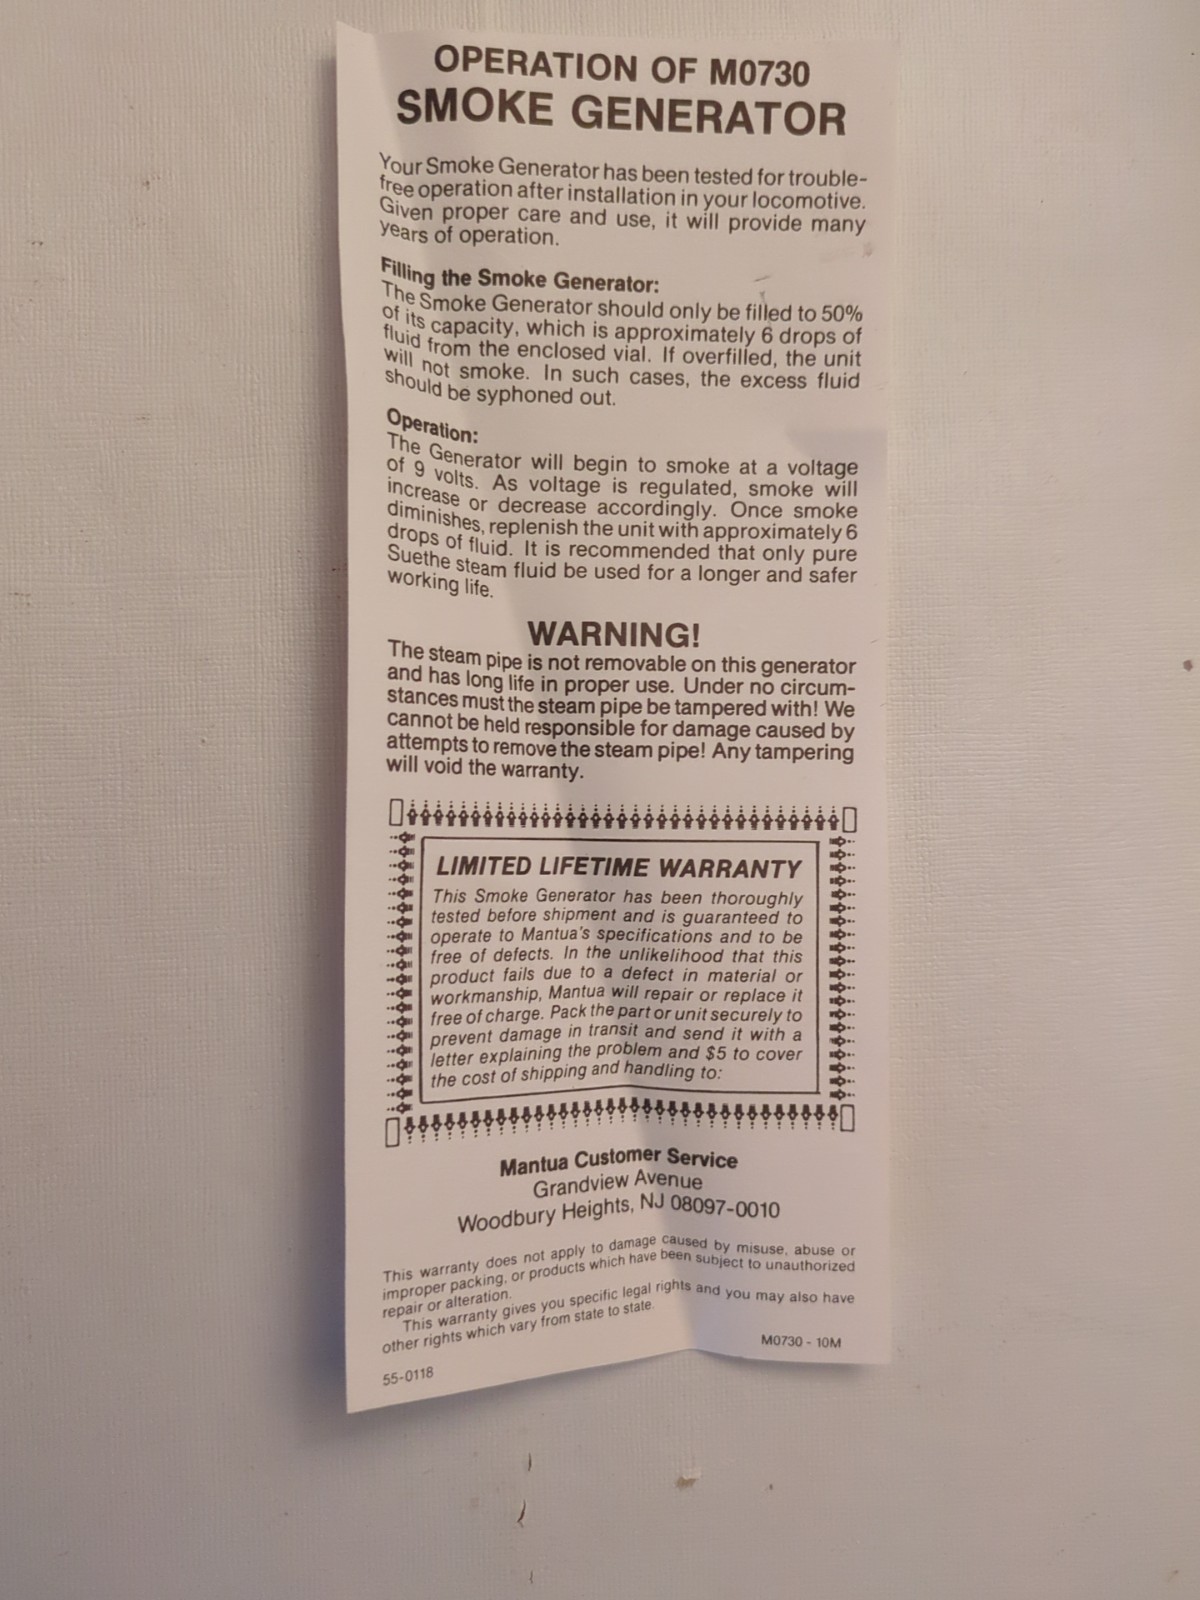 OPERATION OF M0730
SMOKE GENERATOR
Your Smoke Generator has been tested for trouble-
free operation after installation in your locomotive.
Given proper care and use, it will provide many
years of operation.
Filling the Smoke Generator:
The Smoke Generator should only be filled to 50%
of its capacity, which is approximately 6 drops of
fluid from the enclosed vial. If overfilled, the unit
will not smoke. In such cases, the excess fluid
should be syphoned out.
Operation:
The Generator will begin to smoke at a voltage
of 9 volts. As voltage is regulated, smoke will
increase or decrease accordingly. Once smoke
diminishes, replenish the unit with approximately 6
drops of fluid. It is recommended that only pure
Suethe steam fluid be used for a longer and safer
working life.
WARNING!
The steam pipe is not removable on this generator
and has long life in proper use. Under no circum-
stances must the steam pipe be tampered with! We
cannot be held responsible for damage caused by
attempts to remove the steam pipe! Any tampering
will void the warranty.
LIMITED LIFETIME WARRANTY
This Smoke Generator has been thoroughly
tested before shipment and is guaranteed to
operate to Mantua's specifications and to be
free of defects. In the unlikelihood that this
product fails due to a defect in material or
workmanship, Mantua will repair or replace it
free of charge. Pack the part or unit securely to
prevent damage in transit and send it with a
letter explaining the problem and $5 to cover
the cost of shipping and handling to:
Mantua Customer Service
Grandview Avenue
Woodbury Heights, NJ 08097-0010
This warranty does not apply to damage caused by misuse, abuse or
improper packing, or products which have been subject to unauthorized
repair or alteration.
This warranty gives you specific legal rights and you may also have
other rights which vary from state to state.
M0730 - 10M
55-0118